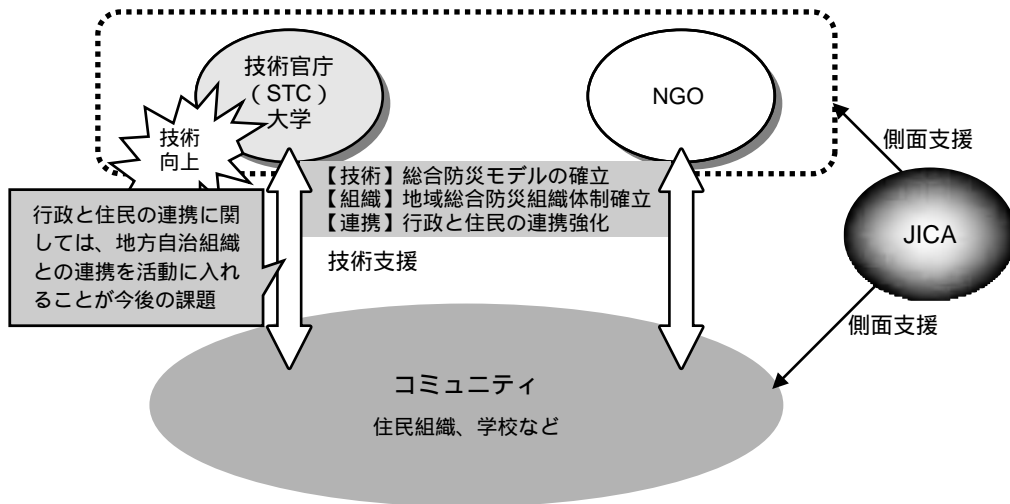 技術官庁
（STC）
大学
NGO
技術
向上
側面支援
【技術】総合防災モデルの確立
【組織】地域総合防災組織体制確立
【連携】行政と住民の連携強化
行政と住民の連携に関
しては、地方自治組織
との連携を活動に入れ
ることが今後の課題
技術支援
JICA
側面支援
コミュニティ
住民組織、学校など